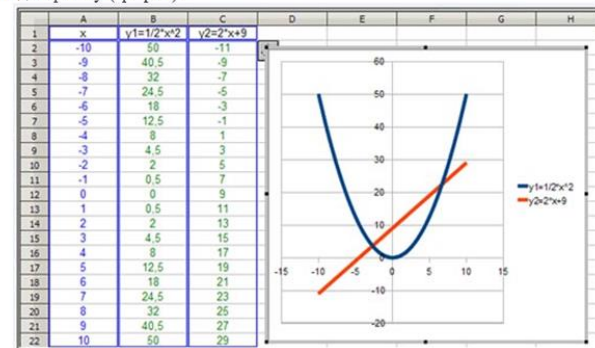 A B C D E F G H
1 x y1=1/2*x^2 y2=2*x+9
2 -10 50 -11
3 -9 40,5 -9
4 -8 32 -7
5 -7 24,5 -5
6 -6 18 -3
7 -5 12,5 -1
8 -4 8 1
9 -3 4,5 3
10 -2 2 5
11 -1 0,5 7
12 0 0 9
13 1 0,5 11
14 2 2 13
15 3 4,5 15
16 4 8 17
17 5 12,5 19
18 6 18 21
19 7 24,5 23
20 8 32 25
21 9 40,5 27
22 10 50 29
60
50
40
30
20
10
0
-10
-20
-15 -10 -5 0 5 10 15
y1=1/2*x^2
y2=2*x+9